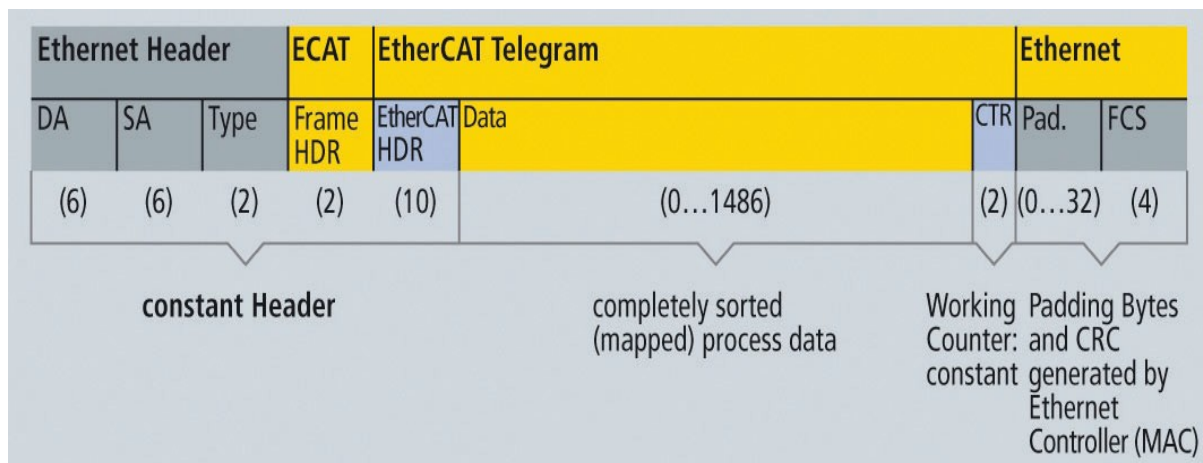 Ethernet Header ECAT EtherCAT Telegram Ethernet
DA SA Type Frame HDR EtherCAT HDR Data CTR Pad. FCS
(6) (6) (2) (2) (10) (0...1486) (2) (0...32) (4)
constant Header
completely sorted
(mapped) process data
Working
Counter:
constant
Padding Bytes
and CRC
generated by
Ethernet
Controller (MAC)